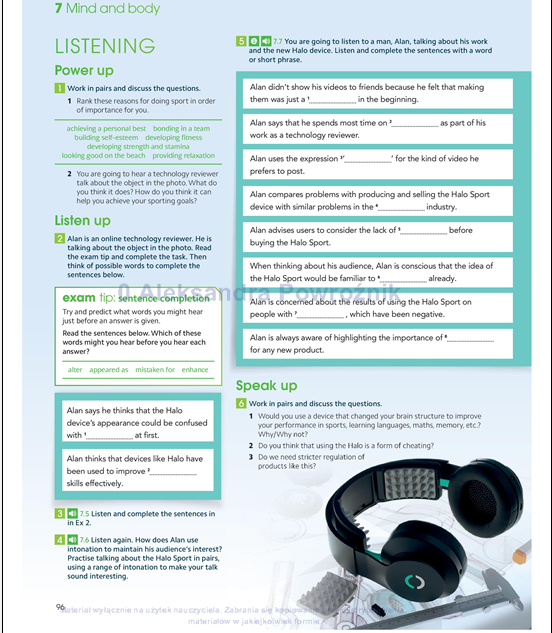 7 Mind and body
LISTENING
Power up
1 Work in pairs and discuss the questions.
1 Rank these reasons for doing sport in order
of importance for you.
achieving a personal best bonding in a team
building self-esteem developing fitness
developing strength and stamina
looking good on the beach providing relaxation
2 You are going to hear a technology reviewer
talk about the object in the photo. What do
you think it does? How do you think it can
help you achieve your sporting goals?
Listen up
2 Alan is an online technology reviewer. He is
talking about the object in the photo. Read
the exam tip and complete the task. Then
think of possible words to complete the
sentences below.
exam tip: sentence completion
Try and predict what words you might hear
just before an answer is given.
Read the sentences below. Which of these
words might you hear before you hear each
answer?
alter appeared as mistaken for enhance
Alan says he thinks that the Halo
device's appearance could be confused
with 1__________ at first.
Alan thinks that devices like Halo have
been used to improve 2__________
skills effectively.
3 7.5 Listen and complete the sentences in
in Ex 2.
4 7.6 Listen again. How does Alan use
intonation to maintain his audience's interest?
Practise talking about the Halo Sport in pairs,
using a range of intonation to make your talk
sound interesting.
5 7.7 You are going to listen to a man, Alan, talking about his work
and the new Halo device. Listen and complete the sentences with a word
or short phrase.
Alan didn't show his videos to friends because he felt that making
them was just a 1__________ in the beginning.
Alan says that he spends most time on 2__________ as part of his
work as a technology reviewer.
Alan uses the expression 3'__________' for the kind of video he
prefers to post.
Alan compares problems with producing and selling the Halo Sport
device with similar problems in the 4__________ industry.
Alan advises users to consider the lack of 5__________ before
buying the Halo Sport.
When thinking about his audience, Alan is conscious that the idea of
the Halo Sport would be familiar to 6__________ already.
Alan is concerned about the results of using the Halo Sport on
people with 7__________, which have been negative.
Alan is always aware of highlighting the importance of 8__________
for any new product.
Speak up
6 Work in pairs and discuss the questions.
1 Would you use a device that changed your brain structure to improve
your performance in sports, learning languages, maths, memory, etc.?
Why/Why not?
2 Do you think that using the Halo is a form of cheating?
3 Do we need stricter regulation of
products like this?
0 Aleksandra Powroźnik
96
Materiał wyłącznie na użytek nauczyciela. Zabrania się kopiowania
materiałów w jakiejkolwiek formie.